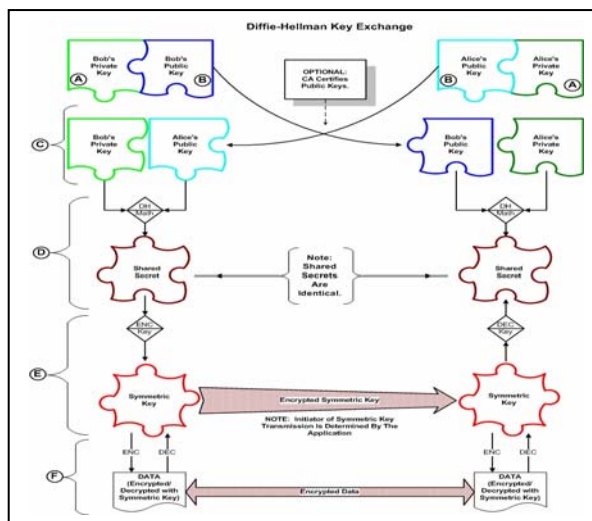 Diffie-Hellman Key Exchange
Bob's
Private
Key
A
Bob's
Public
Key
B
OPTIONAL:
CA Certifies
Public Keys.
Alice's
Public
Key
B
Alice's
Private
Key
A
C
Bob's
Private
Key
Alice's
Public
Key
Bob's
Public
Key
Alice's
Private
Key
DH
Math
DH
Math
D
Shared
Secret
Note:
Shared
Secrets
Are
Identical.
Shared
Secret
ENC
Key
DEC
Key
E
Symmetric
Key
Encrypted Symmetric Key
NOTE: Initiator of Symmetric Key
Transmission Is Determined By The
Application
Symmetric
Key
ENC
DEC
ENC
DEC
F
DATA
(Encrypted/
Decrypted with
Symmetric Key)
Encrypted Data
DATA
(Encrypted/
Decrypted with
Symmetric Key)